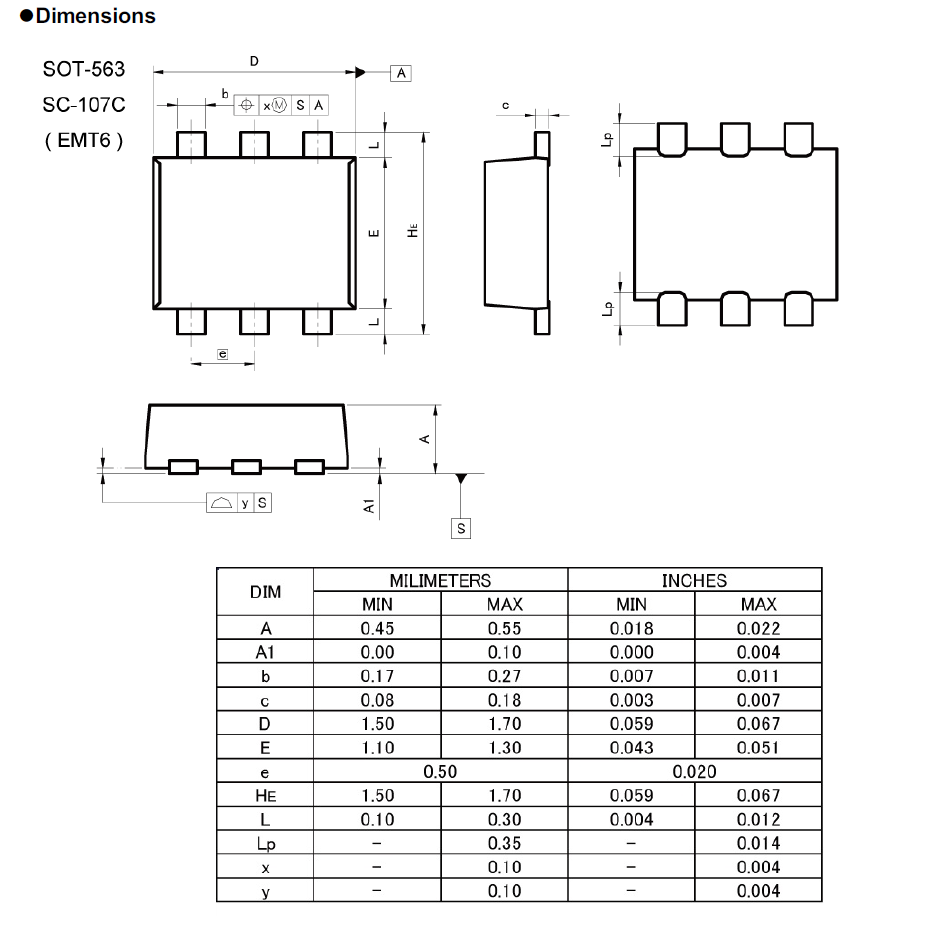 ●Dimensions
SOT-563
SC-107C
( EMT6 )
D
A
b
x Ⓜ S A
L
E
HE
L
e
c
Lp
Lp
A
A1
y S
S
DIM MILIMETERS INCHES
MIN MAX MIN MAX
A 0.45 0.55 0.018 0.022
A1 0.00 0.10 0.000 0.004
b 0.17 0.27 0.007 0.011
c 0.08 0.18 0.003 0.007
D 1.50 1.70 0.059 0.067
E 1.10 1.30 0.043 0.051
e 0.50 0.020
HE 1.50 1.70 0.059 0.067
L 0.10 0.30 0.004 0.012
Lp - 0.35 - 0.014
x - 0.10 - 0.004
y - 0.10 - 0.004